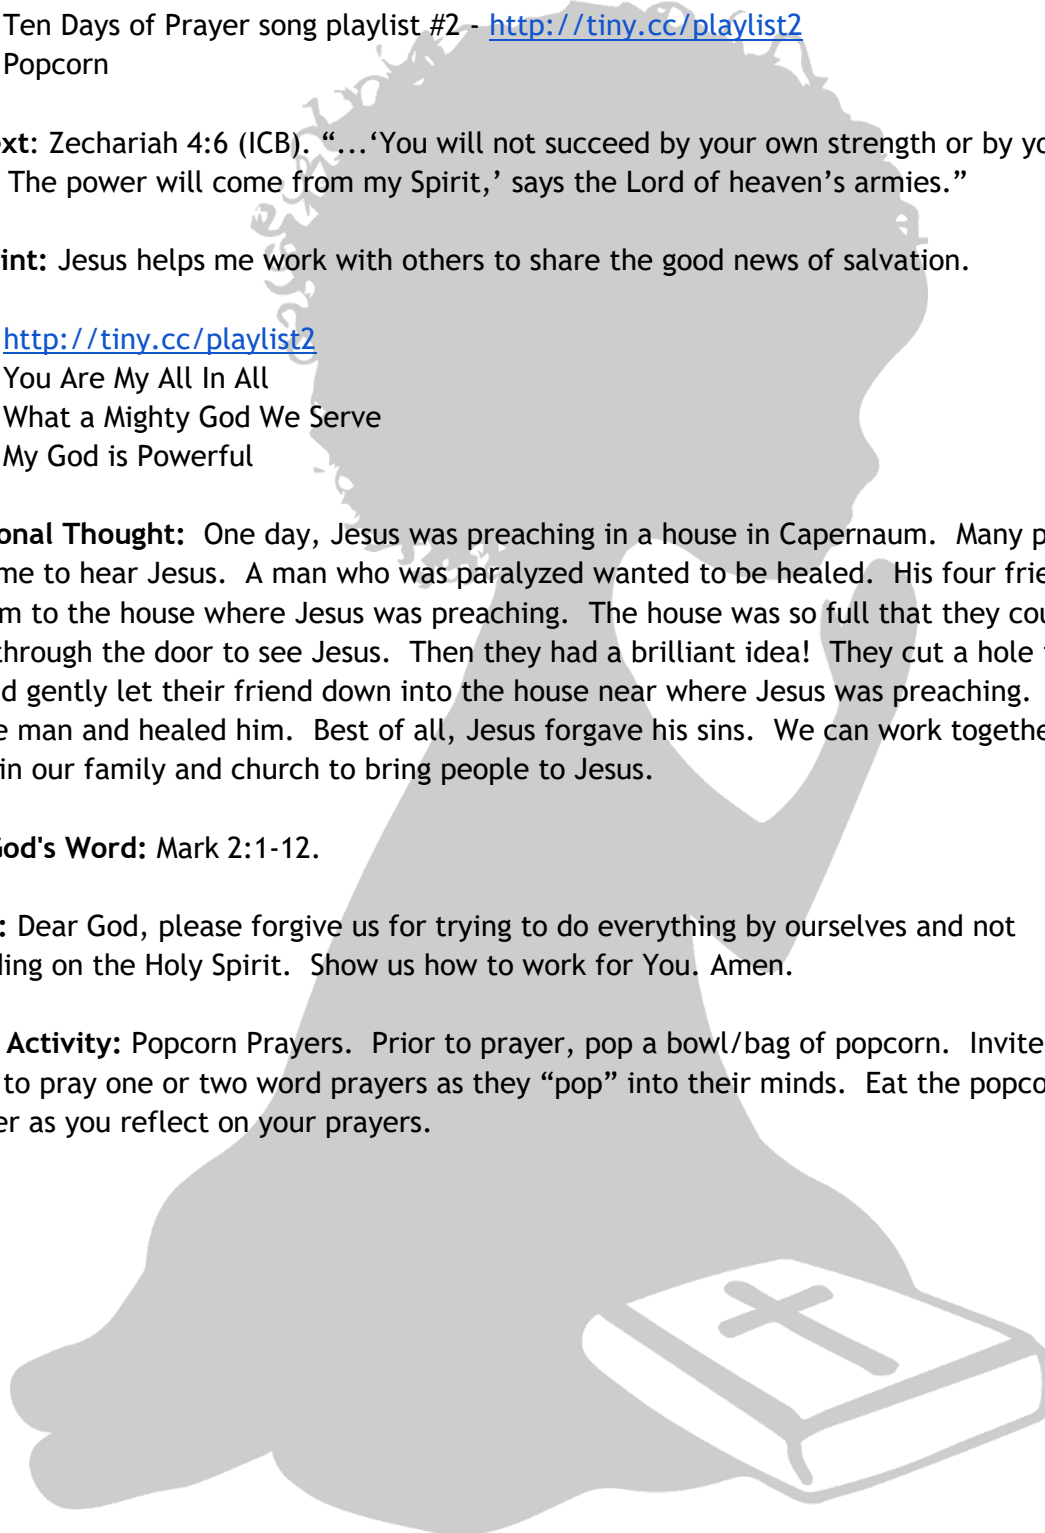 Ten Days of Prayer song playlist #2 - http://tiny.cc/playlist2
Popcorn
ext: Zechariah 4:6 (ICB). “...‘You will not succeed by your own strength or by yo
The power will come from my Spirit,’ says the Lord of heaven’s armies.”
int: Jesus helps me work with others to share the good news of salvation.
http://tiny.cc/playlist2
You Are My All In All
What a Mighty God We Serve
My God is Powerful
onal Thought: One day, Jesus was preaching in a house in Capernaum. Many p
me to hear Jesus. A man who was paralyzed wanted to be healed. His four frie
m to the house where Jesus was preaching. The house was so full that they cou
through the door to see Jesus. Then they had a brilliant idea! They cut a hole
d gently let their friend down into the house near where Jesus was preaching.
e man and healed him. Best of all, Jesus forgave his sins. We can work togethe
in our family and church to bring people to Jesus.
God's Word: Mark 2:1-12.
: Dear God, please forgive us for trying to do everything by ourselves and not
ding on the Holy Spirit. Show us how to work for You. Amen.
Activity: Popcorn Prayers. Prior to prayer, pop a bowl/bag of popcorn. Invite
to pray one or two word prayers as they “pop” into their minds. Eat the popco
er as you reflect on your prayers.